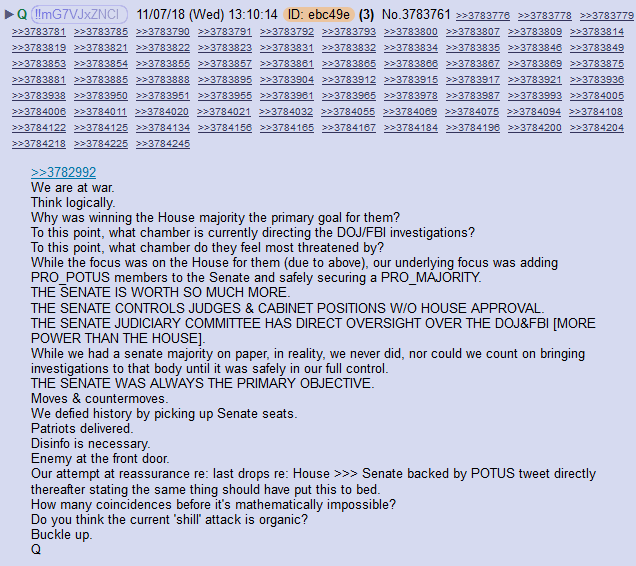 ▶ Q !!mG7VJxZNCI 11/07/18 (Wed) 13:10:14 ID: ebc49e (3) No.3783761 >>3783776 >>3783778 >>3783779
>>3783781 >>3783785 >>3783790 >>3783791 >>3783792 >>3783793 >>3783800 >>3783807 >>3783809 >>3783814
>>3783819 >>3783821 >>3783822 >>3783823 >>3783831 >>3783832 >>3783834 >>3783835 >>3783846 >>3783849
>>3783853 >>3783854 >>3783855 >>3783857 >>3783861 >>3783865 >>3783866 >>3783867 >>3783869 >>3783875
>>3783881 >>3783885 >>3783888 >>3783895 >>3783904 >>3783912 >>3783915 >>3783917 >>3783921 >>3783936
>>3783938 >>3783950 >>3783951 >>3783955 >>3783961 >>3783965 >>3783978 >>3783987 >>3783993 >>3784005
>>3784006 >>3784011 >>3784020 >>3784021 >>3784032 >>3784055 >>3784069 >>3784075 >>3784094 >>3784108
>>3784122 >>3784125 >>3784134 >>3784156 >>3784165 >>3784167 >>3784184 >>3784196 >>3784200 >>3784204
>>3784218 >>3784225 >>3784245
>>3782992
We are at war.
Think logically.
Why was winning the House majority the primary goal for them?
To this point, what chamber is currently directing the DOJ/FBI investigations?
To this point, what chamber do they feel most threatened by?
While the focus was on the House for them (due to above), our underlying focus was adding
PRO_POTUS members to the Senate and safely securing a PRO_MAJORITY.
THE SENATE IS WORTH SO MUCH MORE.
THE SENATE CONTROLS JUDGES & CABINET POSITIONS W/O HOUSE APPROVAL.
THE SENATE JUDICIARY COMMITTEE HAS DIRECT OVERSIGHT OVER THE DOJ&FBI [MORE
POWER THAN THE HOUSE].
While we had a senate majority on paper, in reality, we never did, nor could we count on bringing
investigations to that body until it was safely in our full control.
THE SENATE WAS ALWAYS THE PRIMARY OBJECTIVE.
Moves & countermoves.
We defied history by picking up Senate seats.
Patriots delivered.
Disinfo is necessary.
Enemy at the front door.
Our attempt at reassurance re: last drops re: House >>> Senate backed by POTUS tweet directly
thereafter stating the same thing should have put this to bed.
How many coincidences before it's mathematically impossible?
Do you think the current 'shill' attack is organic?
Buckle up.
Q